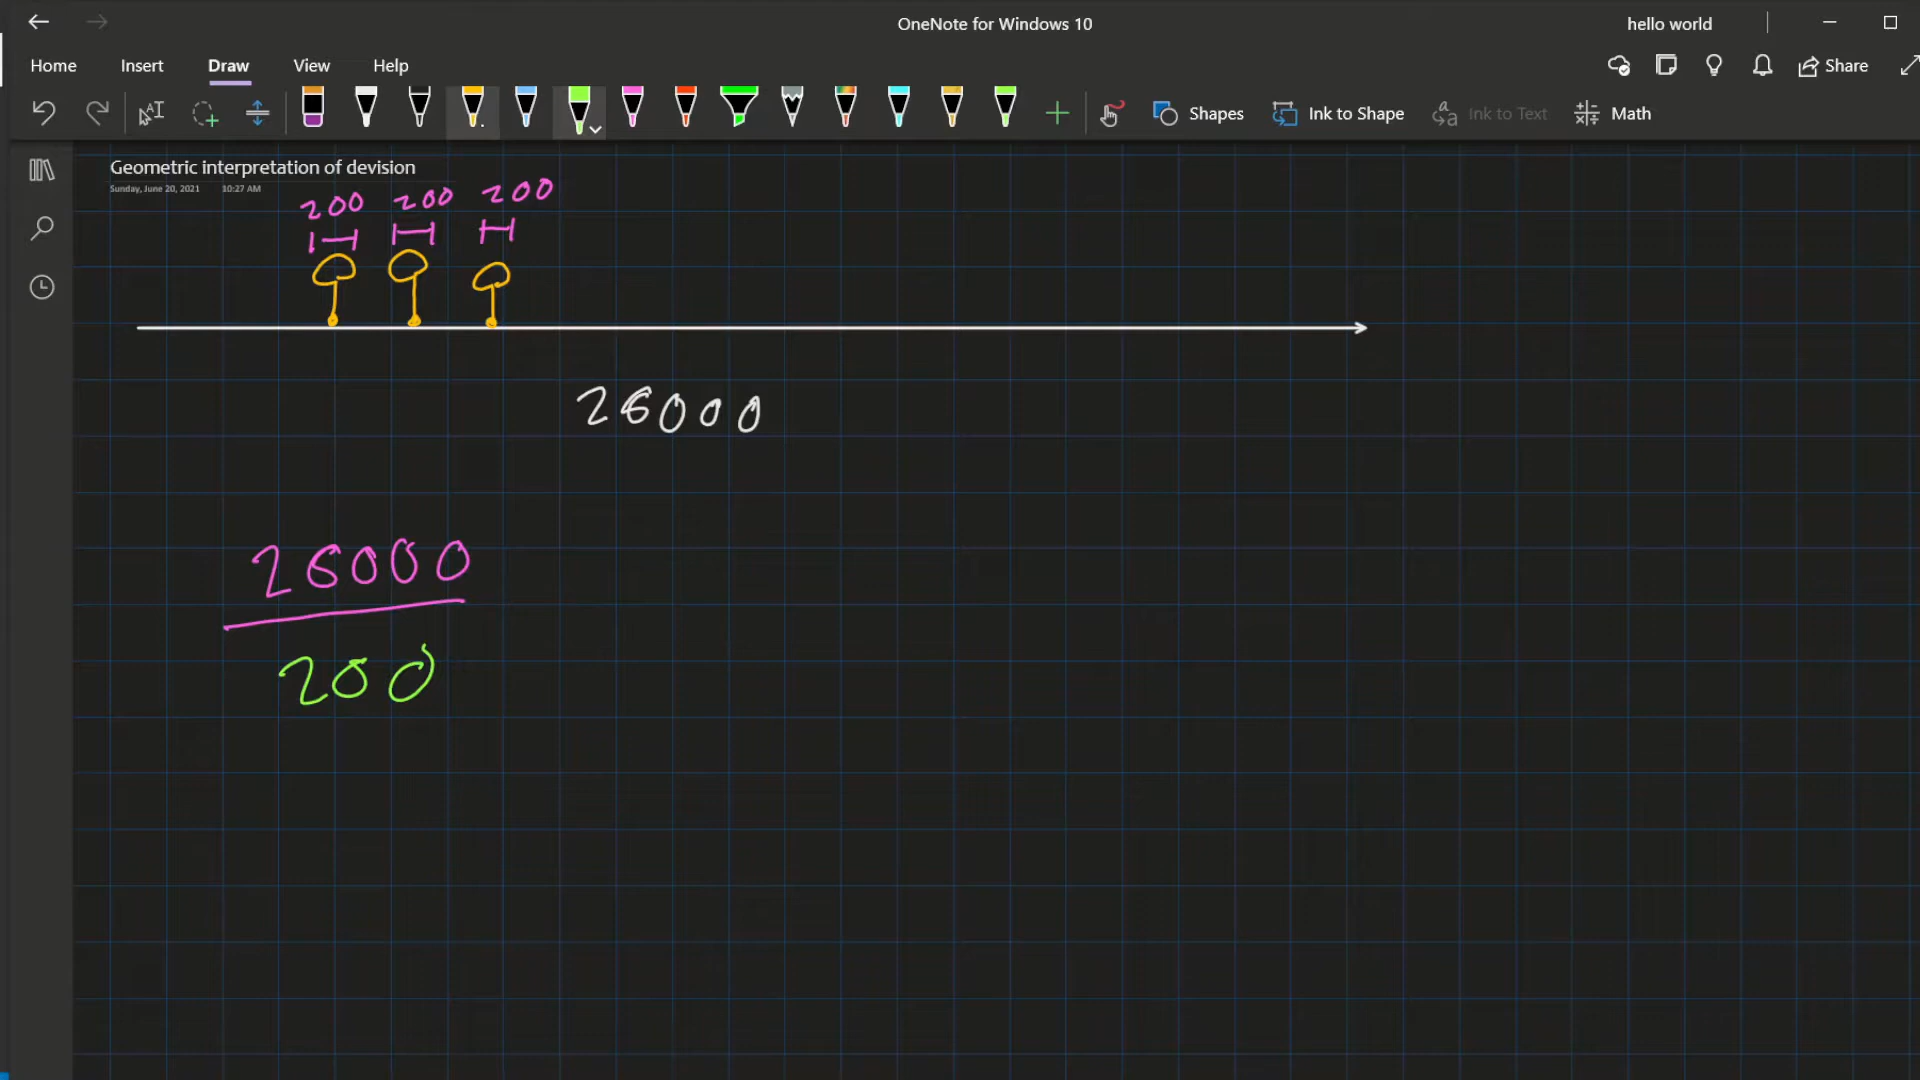 OneNote for Windows 10
hello world
Home Insert Draw View Help
Share
Shapes Ink to Shape Ink to Text Math
Geometric interpretation of devision
Sunday, June 20, 2021 10:27 AM
200 200 200
26000
26000
200